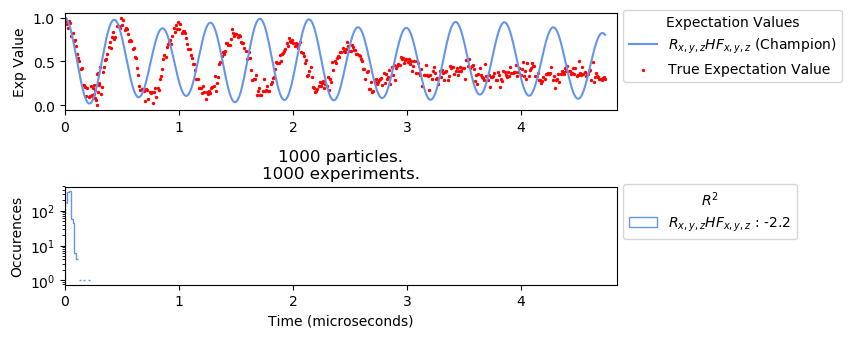 Exp Value
1.0
0.5
0.0
0 1 2 3 4
Expectation Values
R_{x,y,z}HF_{x,y,z} (Champion)
True Expectation Value
1000 particles.
1000 experiments.
Occurences
10^2
10^1
10^0
0 1 2 3 4
Time (microseconds)
R^2
R_{x,y,z}HF_{x,y,z} : -2.2